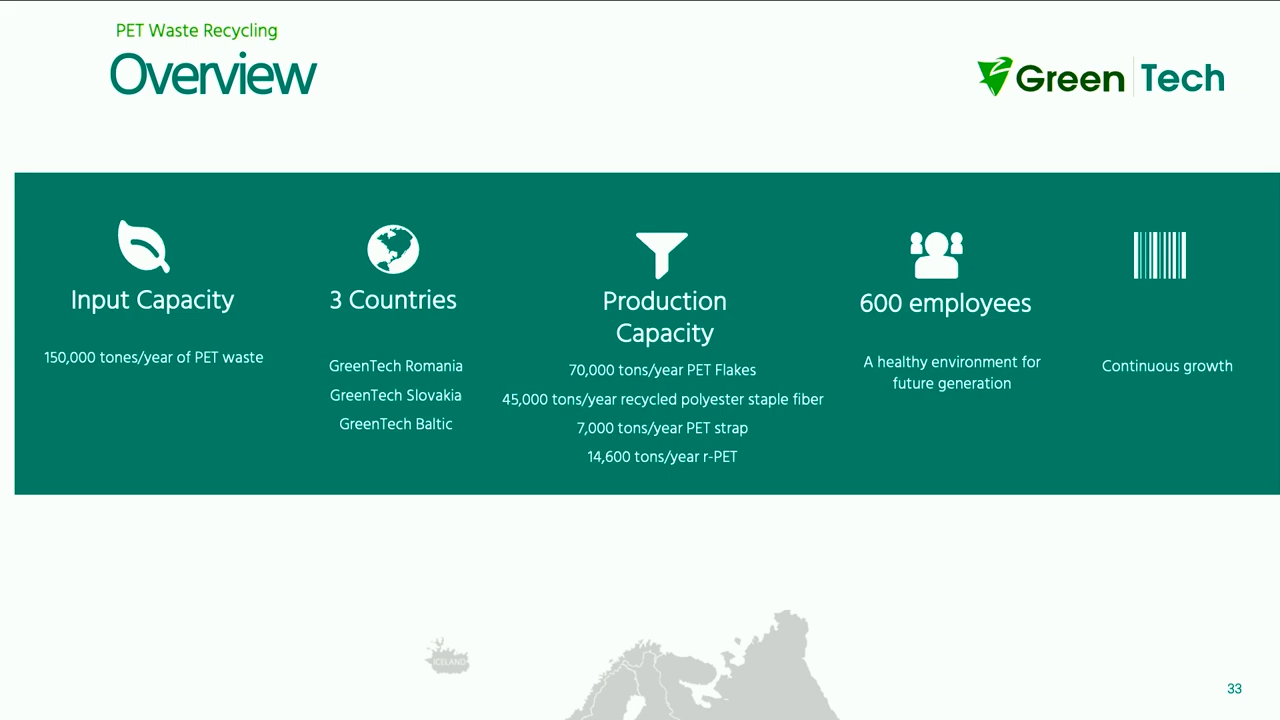 PET Waste Recycling
Overview
Green Tech
Input Capacity
150,000 tones/year of PET waste
3 Countries
GreenTech Romania
GreenTech Slovakia
GreenTech Baltic
Production
Capacity
70,000 tons/year PET Flakes
45,000 tons/year recycled polyester staple fiber
7,000 tons/year PET strap
14,600 tons/year r-PET
600 employees
A healthy environment for
future generation
Continuous growth
ICELAND
33